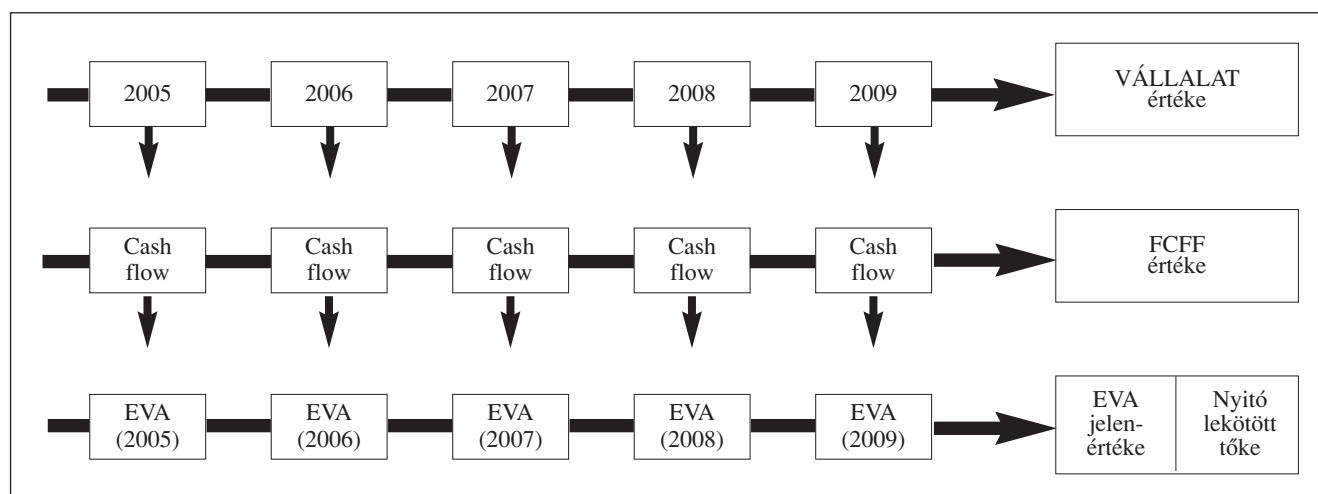 2005
2006
2007
2008
2009
VÁLLALAT
értéke
Cash
flow
Cash
flow
Cash
flow
Cash
flow
Cash
flow
FCFF
értéke
EVA
(2005)
EVA
(2006)
EVA
(2007)
EVA
(2008)
EVA
(2009)
EVA
jelen-
értéke
Nyitó
lekötött
tőke